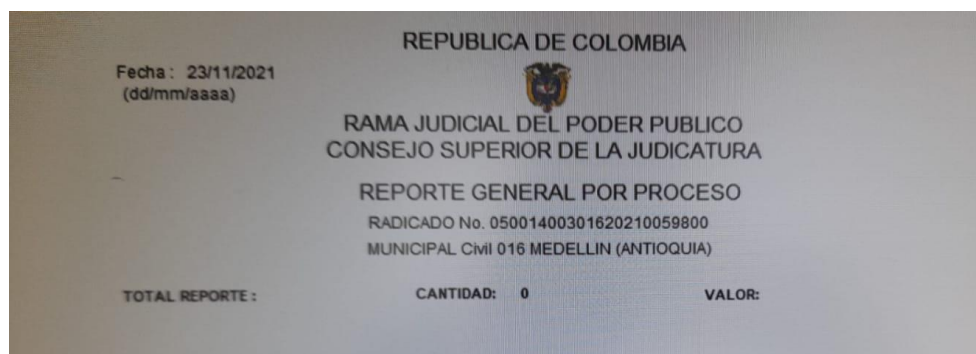 REPUBLICA DE COLOMBIA
Fecha : 23/11/2021
(dd/mm/aaaa)
RAMA JUDICIAL DEL PODER PUBLICO
CONSEJO SUPERIOR DE LA JUDICATURA
REPORTE GENERAL POR PROCESO
RADICADO No. 05001400301620210059800
MUNICIPAL Civil 016 MEDELLIN (ANTIOQUIA)
TOTAL REPORTE : CANTIDAD: 0 VALOR: